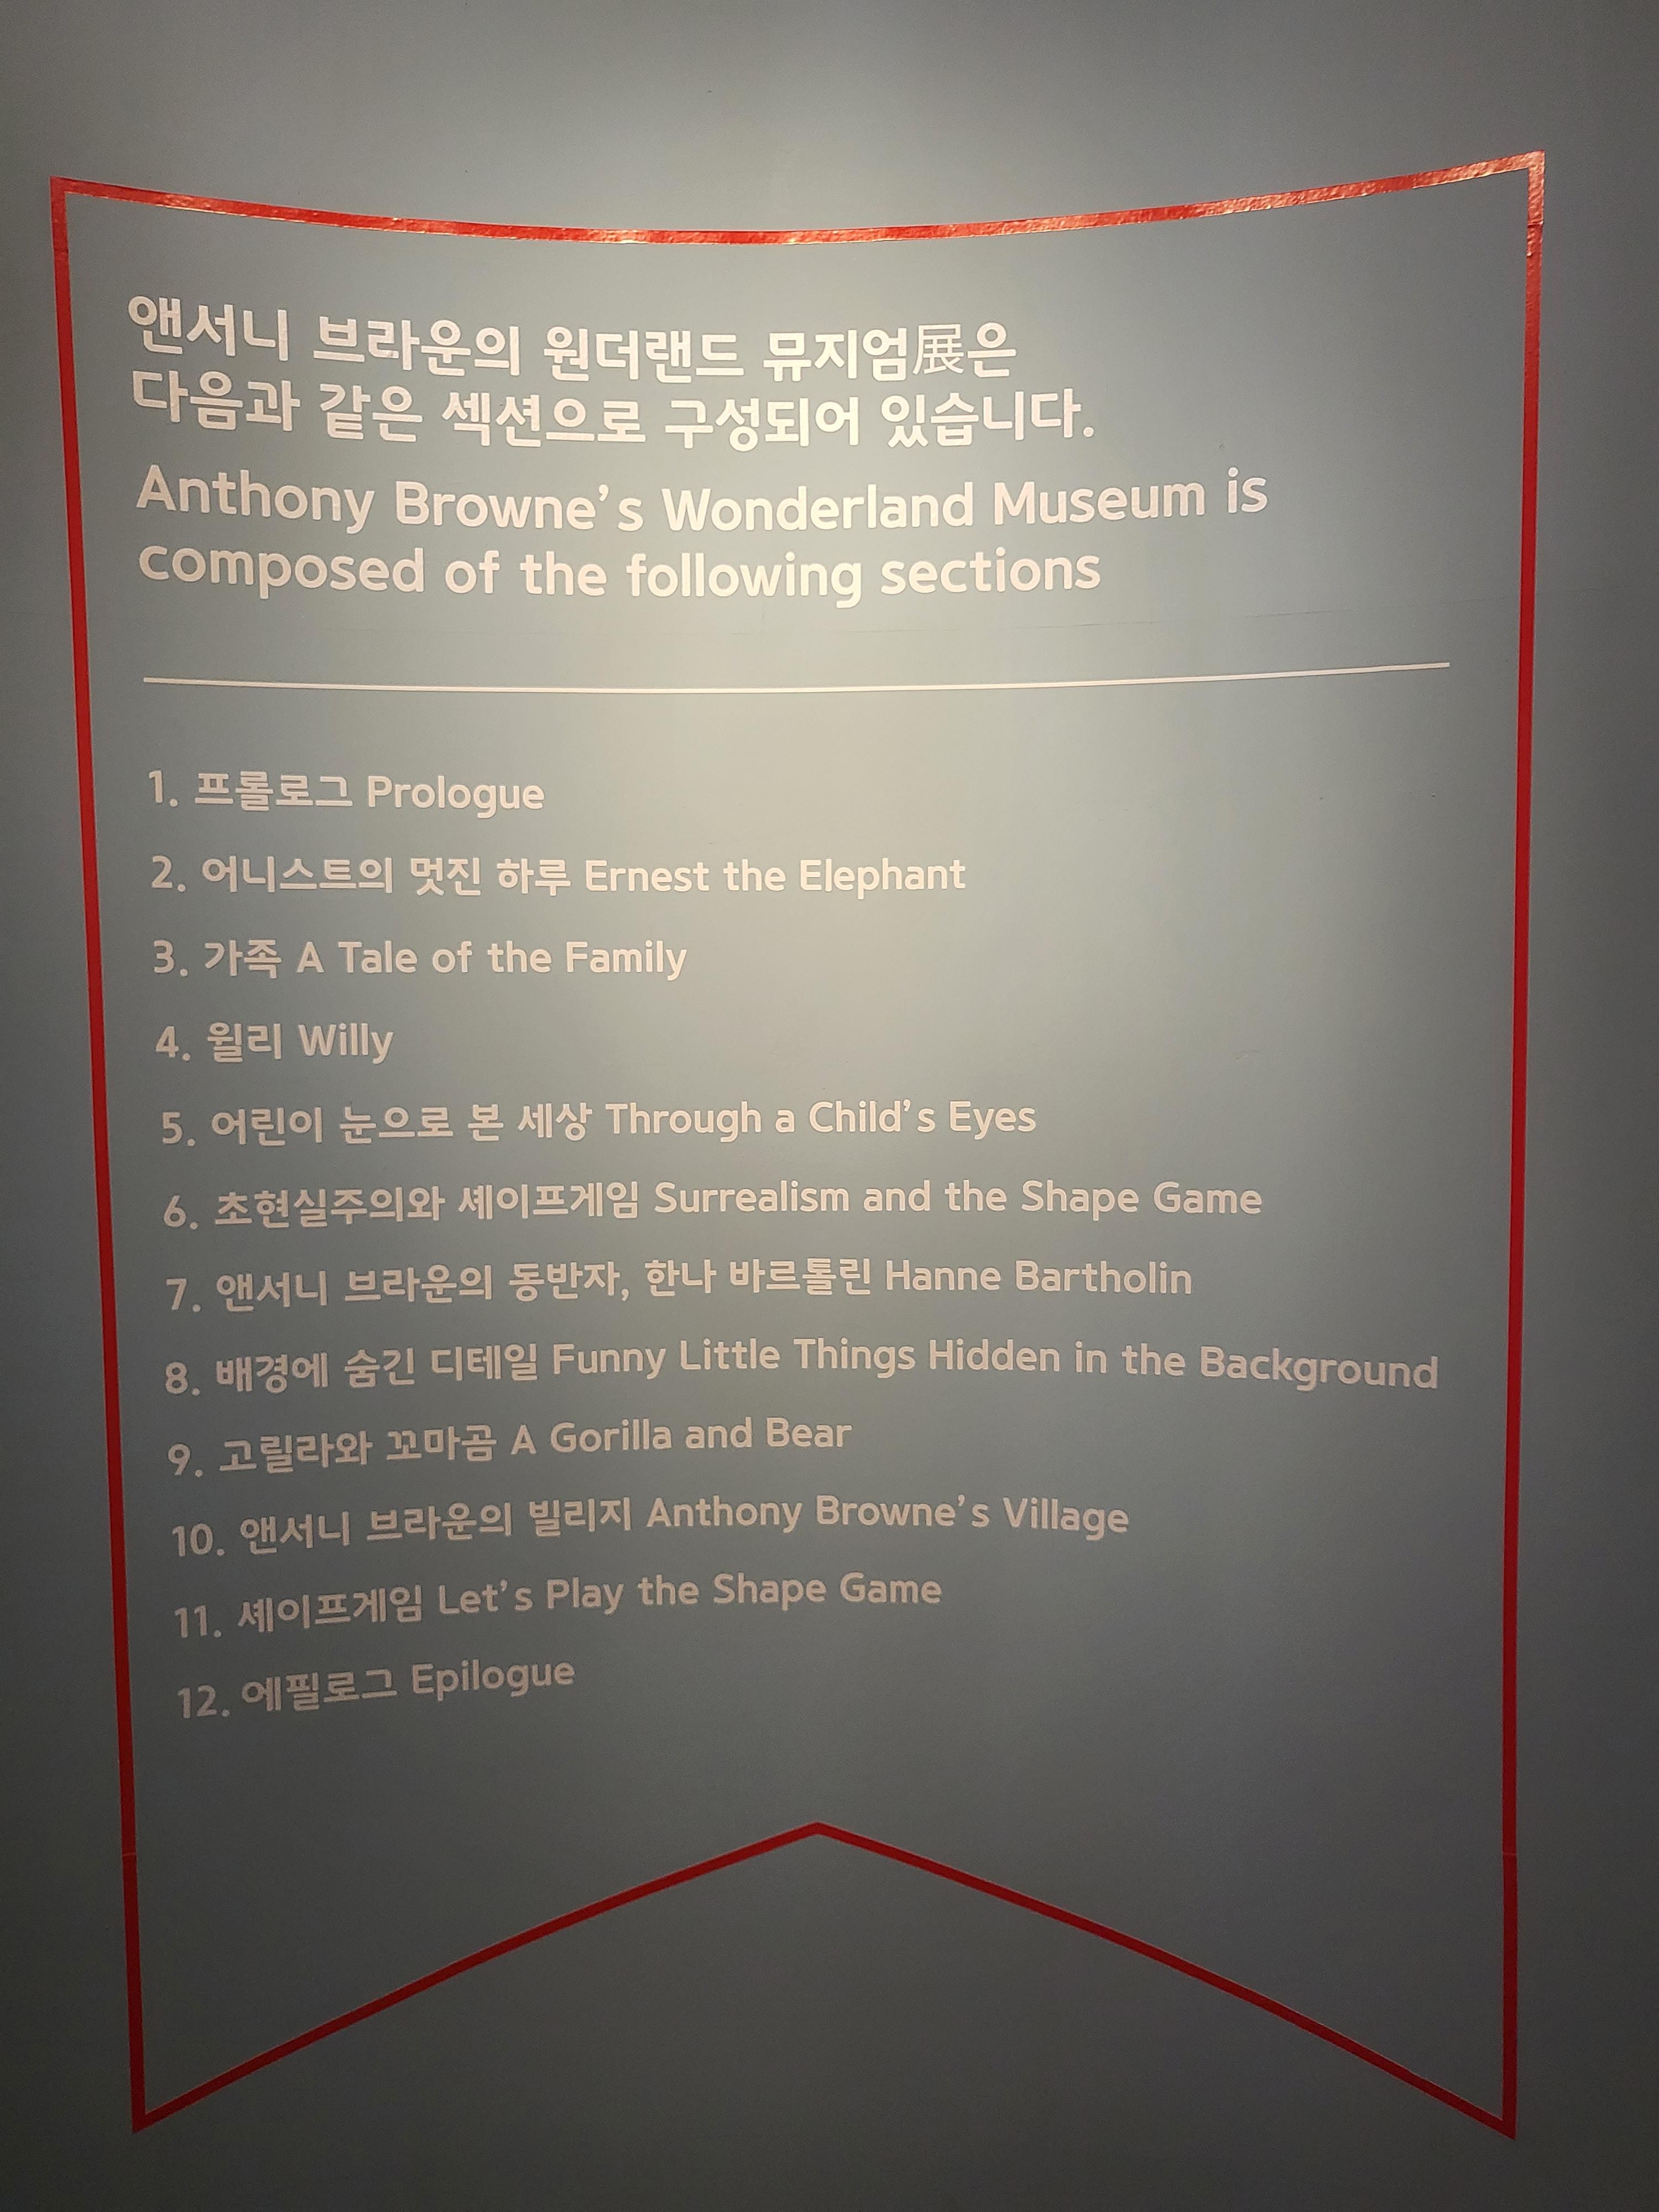 앤서니 브라운의 원더랜드 뮤지엄展은
다음과 같은 섹션으로 구성되어 있습니다.
Anthony Browne's Wonderland Museum is
composed of the following sections
1. 프롤로그 Prologue
2. 어니스트의 멋진 하루 Ernest the Elephant
3. 가족 A Tale of the Family
4. 윌리 Willy
5. 어린이 눈으로 본 세상 Through a Child's Eyes
6. 초현실주의와 셰이프게임 Surrealism and the Shape Game
7. 앤서니 브라운의 동반자, 한나 바르톨린 Hanne Bartholin
8. 배경에 숨긴 디테일 Funny Little Things Hidden in the Background
9. 고릴라와 꼬마곰 A Gorilla and Bear
10. 앤서니 브라운의 빌리지 Anthony Browne's Village
11. 셰이프게임 Let's Play the Shape Game
12. 에필로그 Epilogue